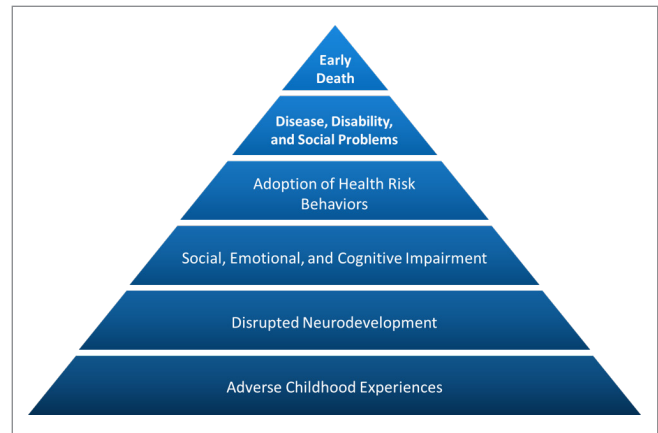 Early
Death
Disease, Disability,
and Social Problems
Adoption of Health Risk
Behaviors
Social, Emotional, and Cognitive Impairment
Disrupted Neurodevelopment
Adverse Childhood Experiences